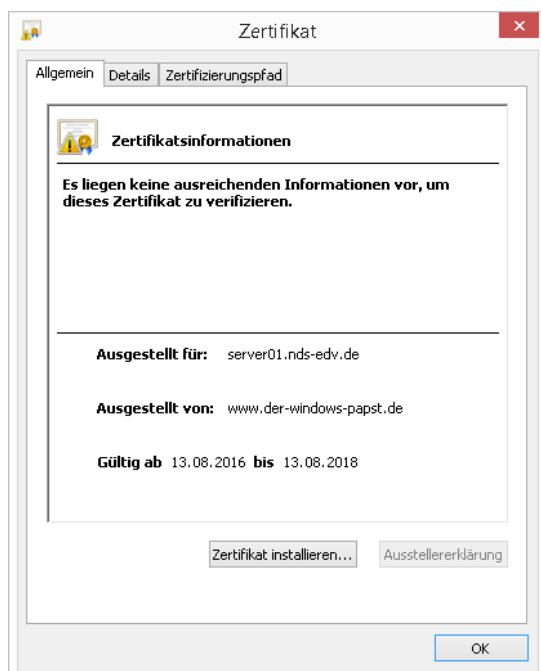 Zertifikat
Allgemein Details Zertifizierungspfad
Zertifikatsinformationen
Es liegen keine ausreichenden Informationen vor, um
dieses Zertifikat zu verifizieren.
Ausgestellt für: server01.nds-edv.de
Ausgestellt von: www.der-windows-papst.de
Gültig ab 13.08.2016 bis 13.08.2018
Zertifikat installieren... Ausstellererklärung
OK